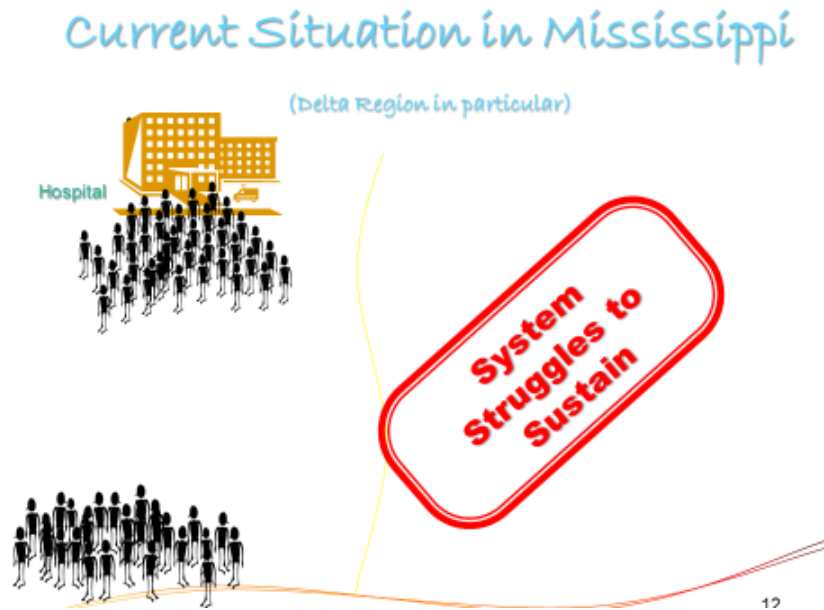 Current Situation in Mississippi
(Delta Region in particular)
Hospital
System
Struggles to
Sustain
12